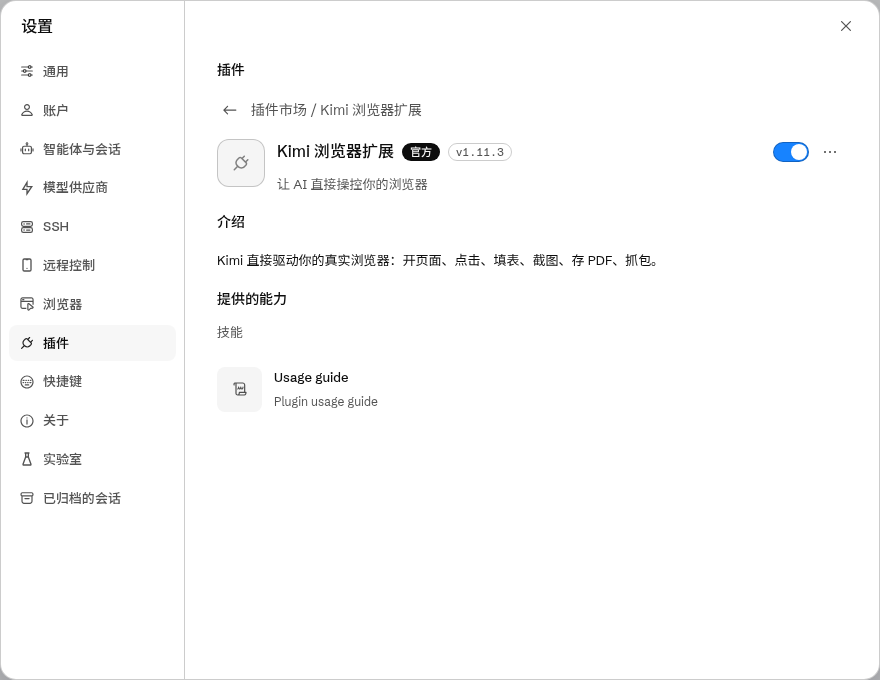 设置
通用
账户
智能体与会话
模型供应商
SSH
远程控制
浏览器
插件
快捷键
关于
实验室
已归档的会话
插件
插件市场 / Kimi 浏览器扩展
Kimi 浏览器扩展 官方 v1.11.3
让 AI 直接操控你的浏览器
介绍
Kimi 直接驱动你的真实浏览器：开页面、点击、填表、截图、存 PDF、抓包。
提供的能力
技能
Usage guide
Plugin usage guide